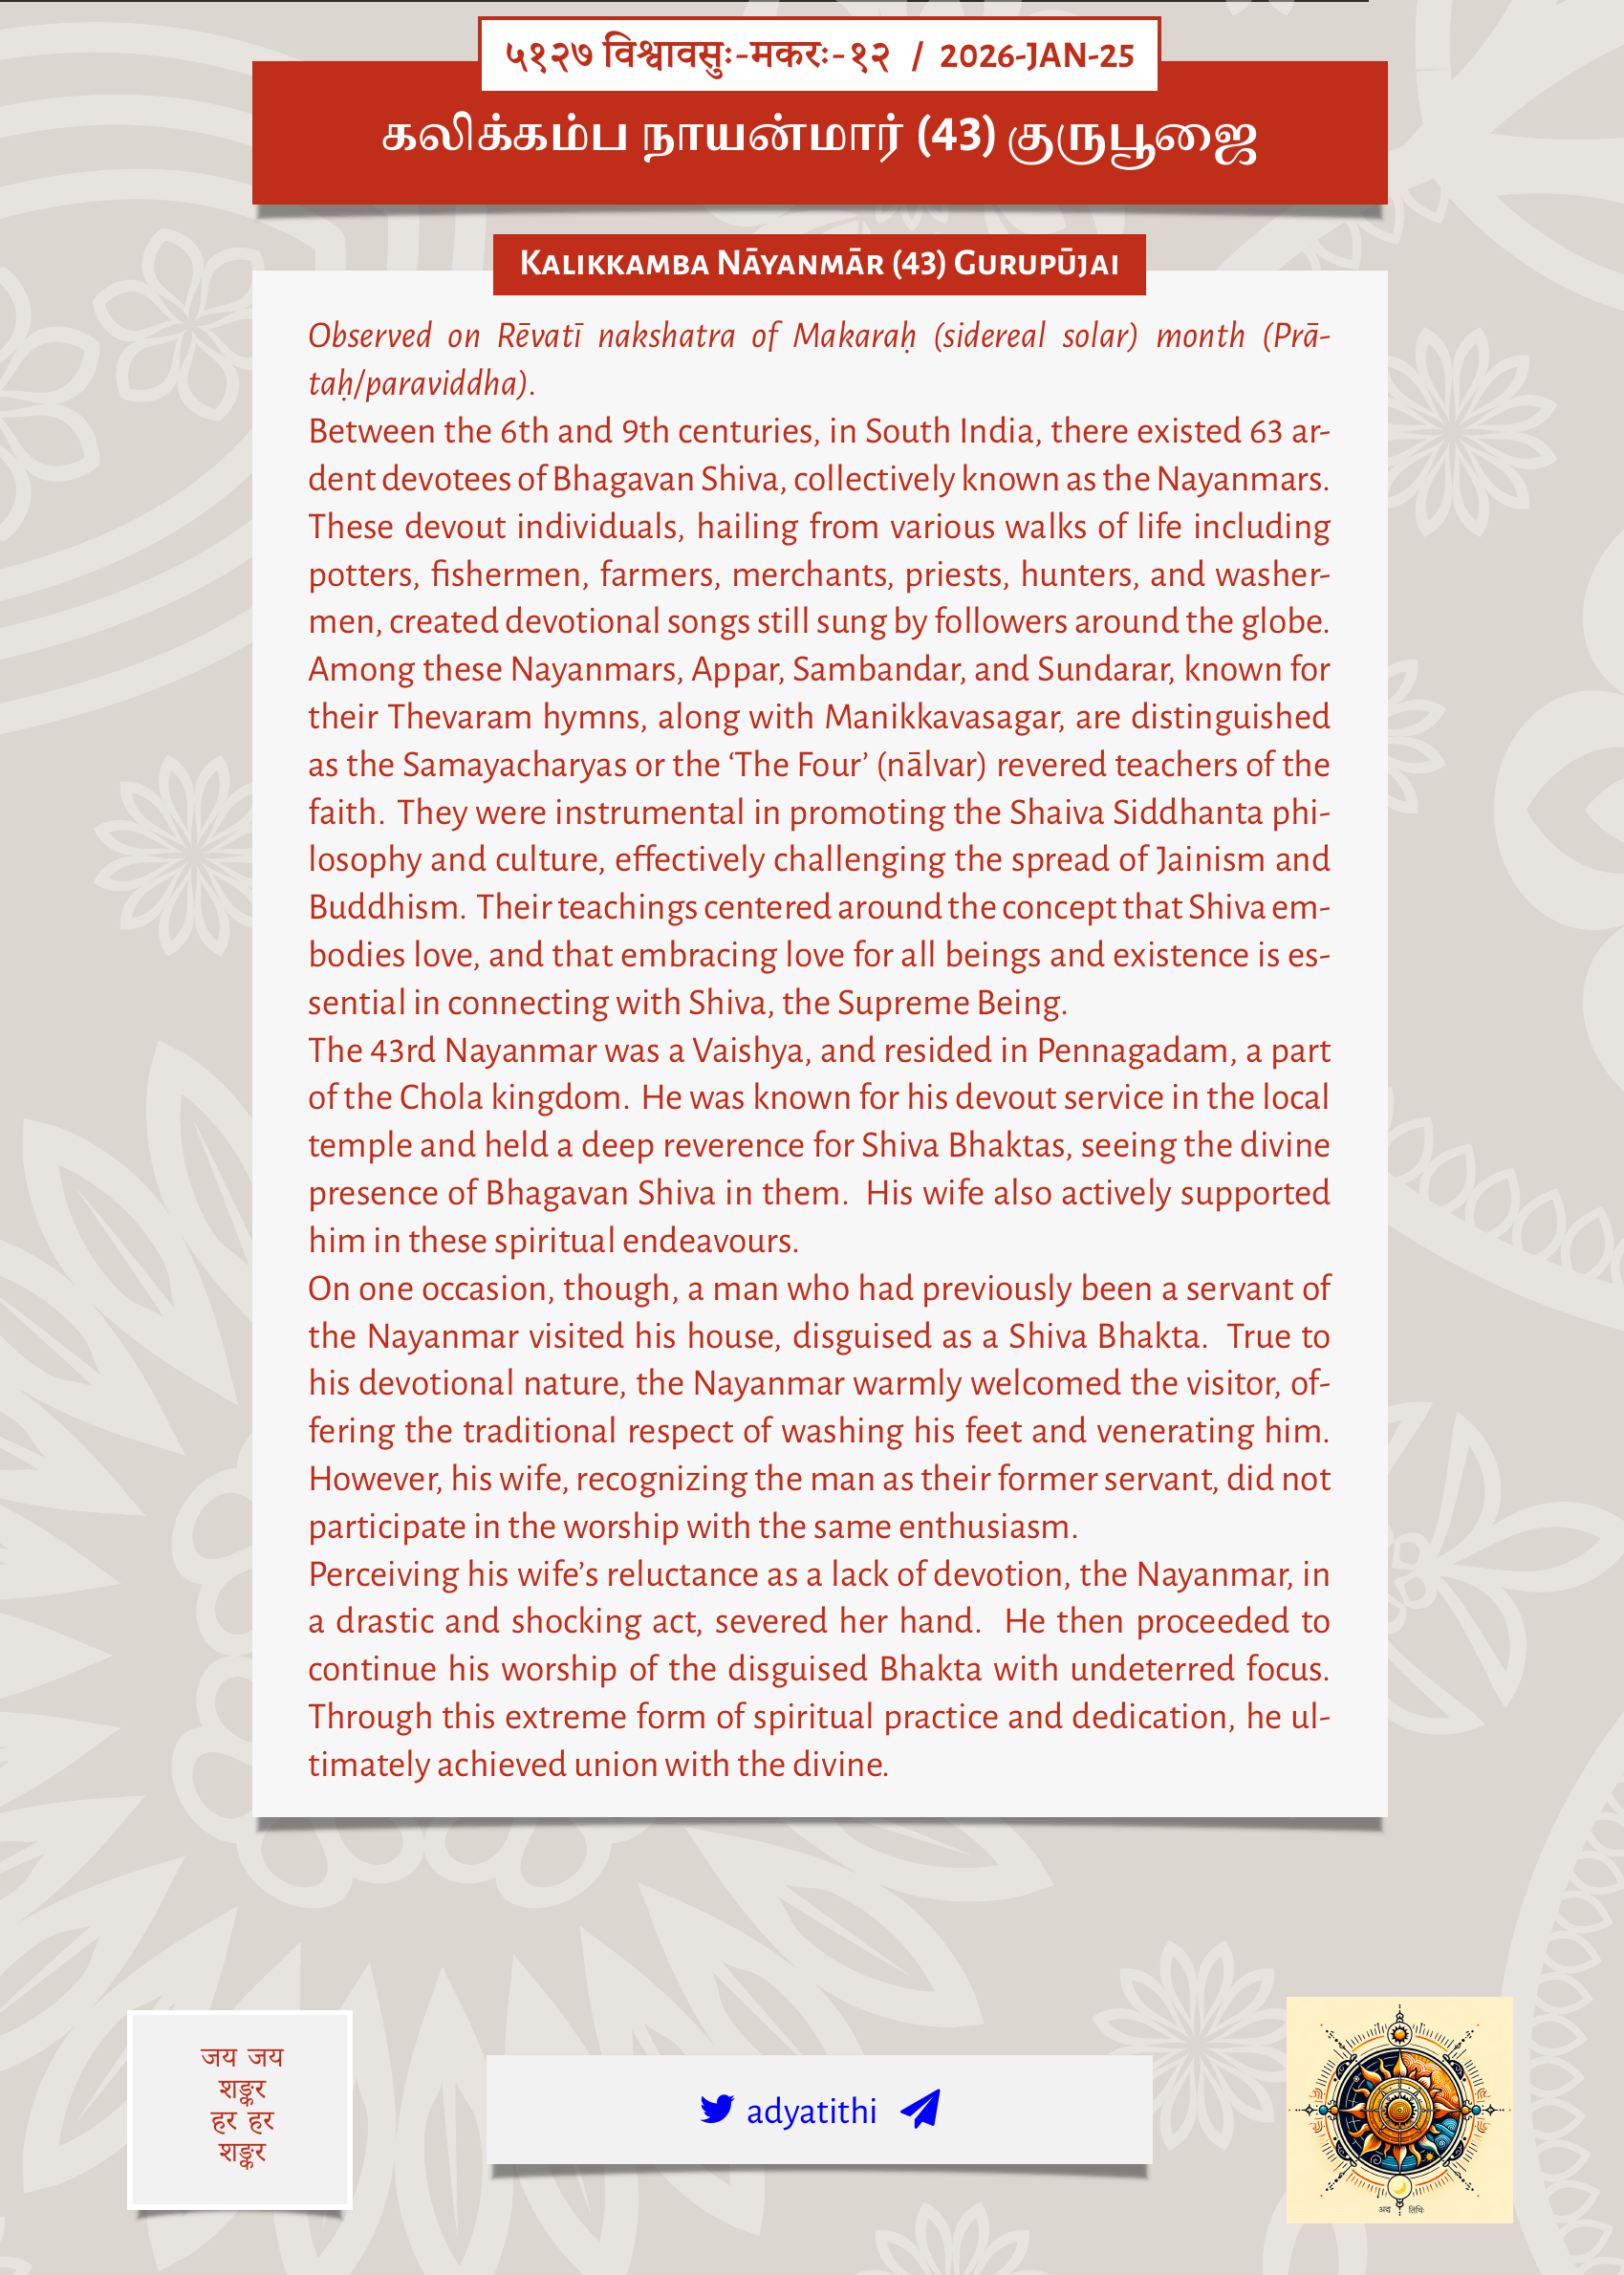 ५१२७ विश्वावसुः-मकरः-१२ / 2026-JAN-25
கலிக்கம்ப நாயன்மார் (43) குருபூஜை
Kalikkamba Nāyanmār (43) Gurupūjai
Observed on Rēvatī nakshatra of Makaraḥ (sidereal solar) month (Prā-
taḥ/paraviddha).
Between the 6th and 9th centuries, in South India, there existed 63 ar-
dent devotees of Bhagavan Shiva, collectively known as the Nayanmars.
These devout individuals, hailing from various walks of life including
potters, fishermen, farmers, merchants, priests, hunters, and washer-
men, created devotional songs still sung by followers around the globe.
Among these Nayanmars, Appar, Sambandar, and Sundarar, known for
their Thevaram hymns, along with Manikkavasagar, are distinguished
as the Samayacharyas or the ‘The Four’ (nālvar) revered teachers of the
faith. They were instrumental in promoting the Shaiva Siddhanta phi-
losophy and culture, effectively challenging the spread of Jainism and
Buddhism. Their teachings centered around the concept that Shiva em-
bodies love, and that embracing love for all beings and existence is es-
sential in connecting with Shiva, the Supreme Being.
The 43rd Nayanmar was a Vaishya, and resided in Pennagadam, a part
of the Chola kingdom. He was known for his devout service in the local
temple and held a deep reverence for Shiva Bhaktas, seeing the divine
presence of Bhagavan Shiva in them. His wife also actively supported
him in these spiritual endeavours.
On one occasion, though, a man who had previously been a servant of
the Nayanmar visited his house, disguised as a Shiva Bhakta. True to
his devotional nature, the Nayanmar warmly welcomed the visitor, of-
fering the traditional respect of washing his feet and venerating him.
However, his wife, recognizing the man as their former servant, did not
participate in the worship with the same enthusiasm.
Perceiving his wife’s reluctance as a lack of devotion, the Nayanmar, in
a drastic and shocking act, severed her hand. He then proceeded to
continue his worship of the disguised Bhakta with undeterred focus.
Through this extreme form of spiritual practice and dedication, he ul-
timately achieved union with the divine.
जय जय
शङ्कर
हर हर
शङ्कर
adyatithi
अद्य तिथिः